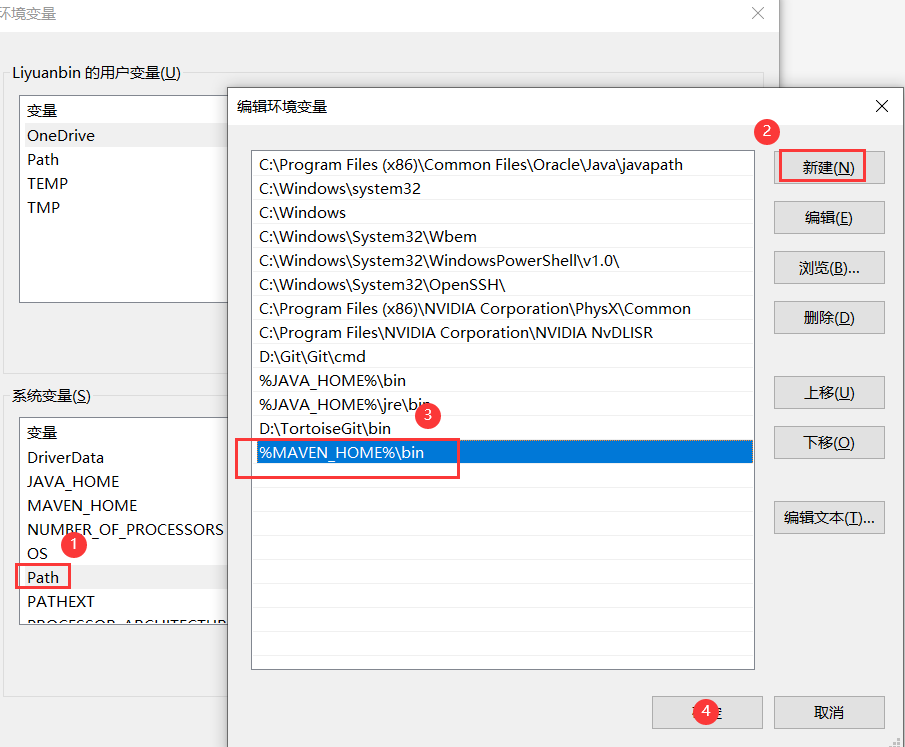 环境变量
Liyuanbin 的用户变量(U)
变量
OneDrive
Path
TEMP
TMP
系统变量(S)
变量
DriverData
JAVA_HOME
MAVEN_HOME
NUMBER_OF_PROCESSORS
OS
1
Path
PATHEXT
编辑环境变量
C:\Program Files (x86)\Common Files\Oracle\Java\javapath
C:\Windows\system32
C:\Windows
C:\Windows\System32\Wbem
C:\Windows\System32\WindowsPowerShell\v1.0\
C:\Windows\System32\OpenSSH\
C:\Program Files (x86)\NVIDIA Corporation\PhysX\Common
C:\Program Files\NVIDIA Corporation\NVIDIA NvDLISR
D:\Git\Git\cmd
%JAVA_HOME%\bin
%JAVA_HOME%\jre\bin
3
D:\TortoiseGit\bin
%MAVEN_HOME%\bin
2
新建(N)
编辑(E)
浏览(B)...
删除(D)
上移(U)
下移(O)
编辑文本(T)...
4
取消